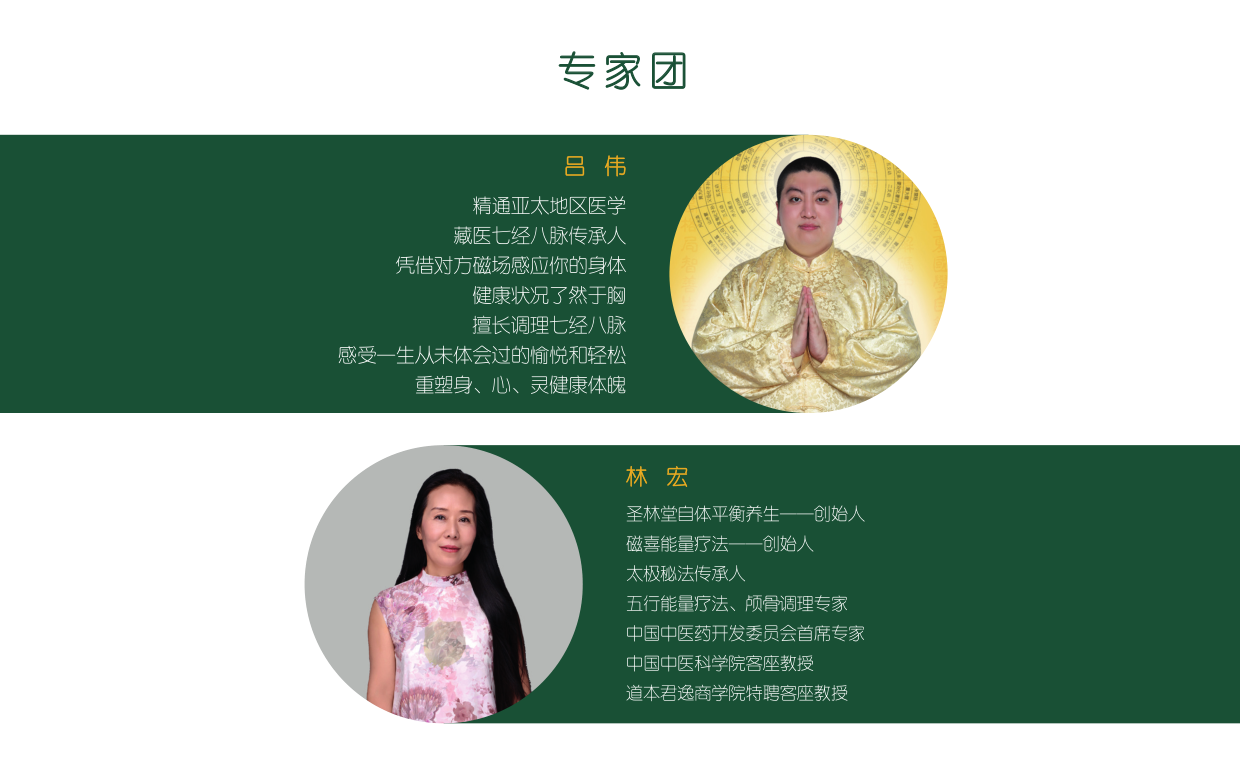 专家团
吕 伟
精通亚太地区医学
藏医七经八脉传承人
凭借对方磁场感应你的身体
健康状况了然于胸
擅长调理七经八脉
感受一生从未体会过的愉悦和轻松
重塑身、心、灵健康体魄
林 宏
圣林堂自体平衡养生——创始人
磁喜能量疗法——创始人
太极秘法传承人
五行能量疗法、颅骨调理专家
中国中医药开发委员会首席专家
中国中医科学院客座教授
道本君逸商学院特聘客座教授